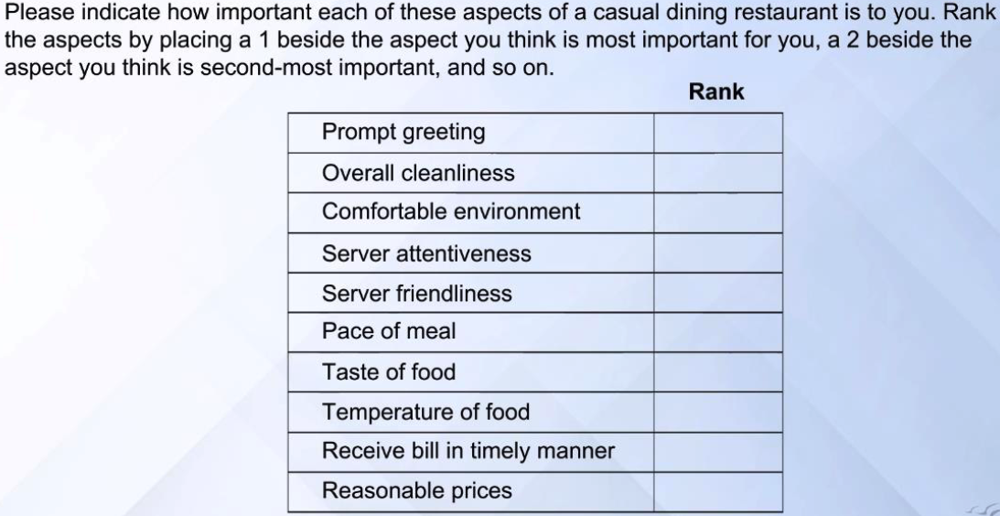 Please indicate how important each of these aspects of a casual dining restaurant is to you. Rank
the aspects by placing a 1 beside the aspect you think is most important for you, a 2 beside the
aspect you think is second-most important, and so on.
Rank
Prompt greeting
Overall cleanliness
Comfortable environment
Server attentiveness
Server friendliness
Pace of meal
Taste of food
Temperature of food
Receive bill in timely manner
Reasonable prices